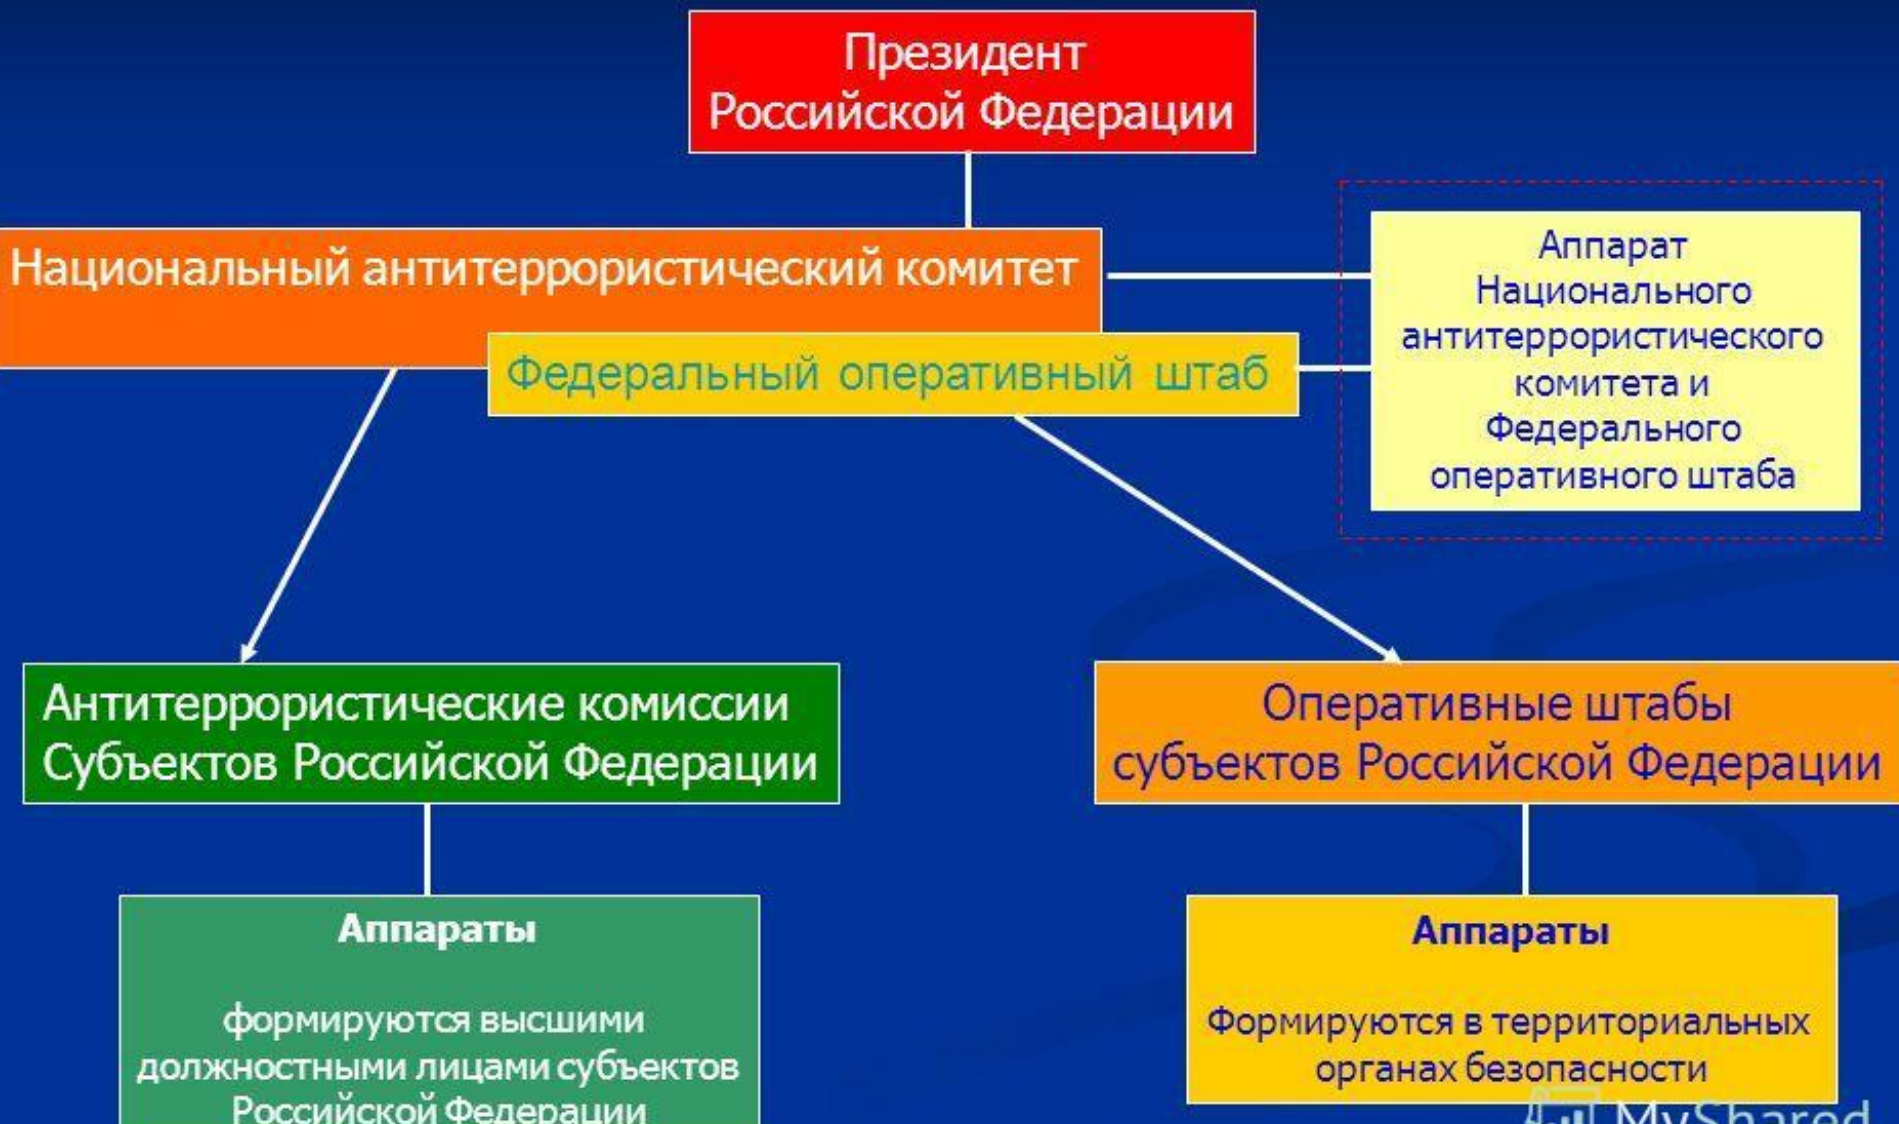 Президент
Российской Федерации
Национальный антитеррористический комитет
Федеральный оперативный штаб
Аппарат
Национального
антитеррористического
комитета и
Федерального
оперативного штаба
Антитеррористические комиссии
Субъектов Российской Федерации
Оперативные штабы
субъектов Российской Федерации
Аппараты
формируются высшими
должностными лицами субъектов
Российской Федерации
Аппараты
Формируются в территориальных
органах безопасности
MyShared